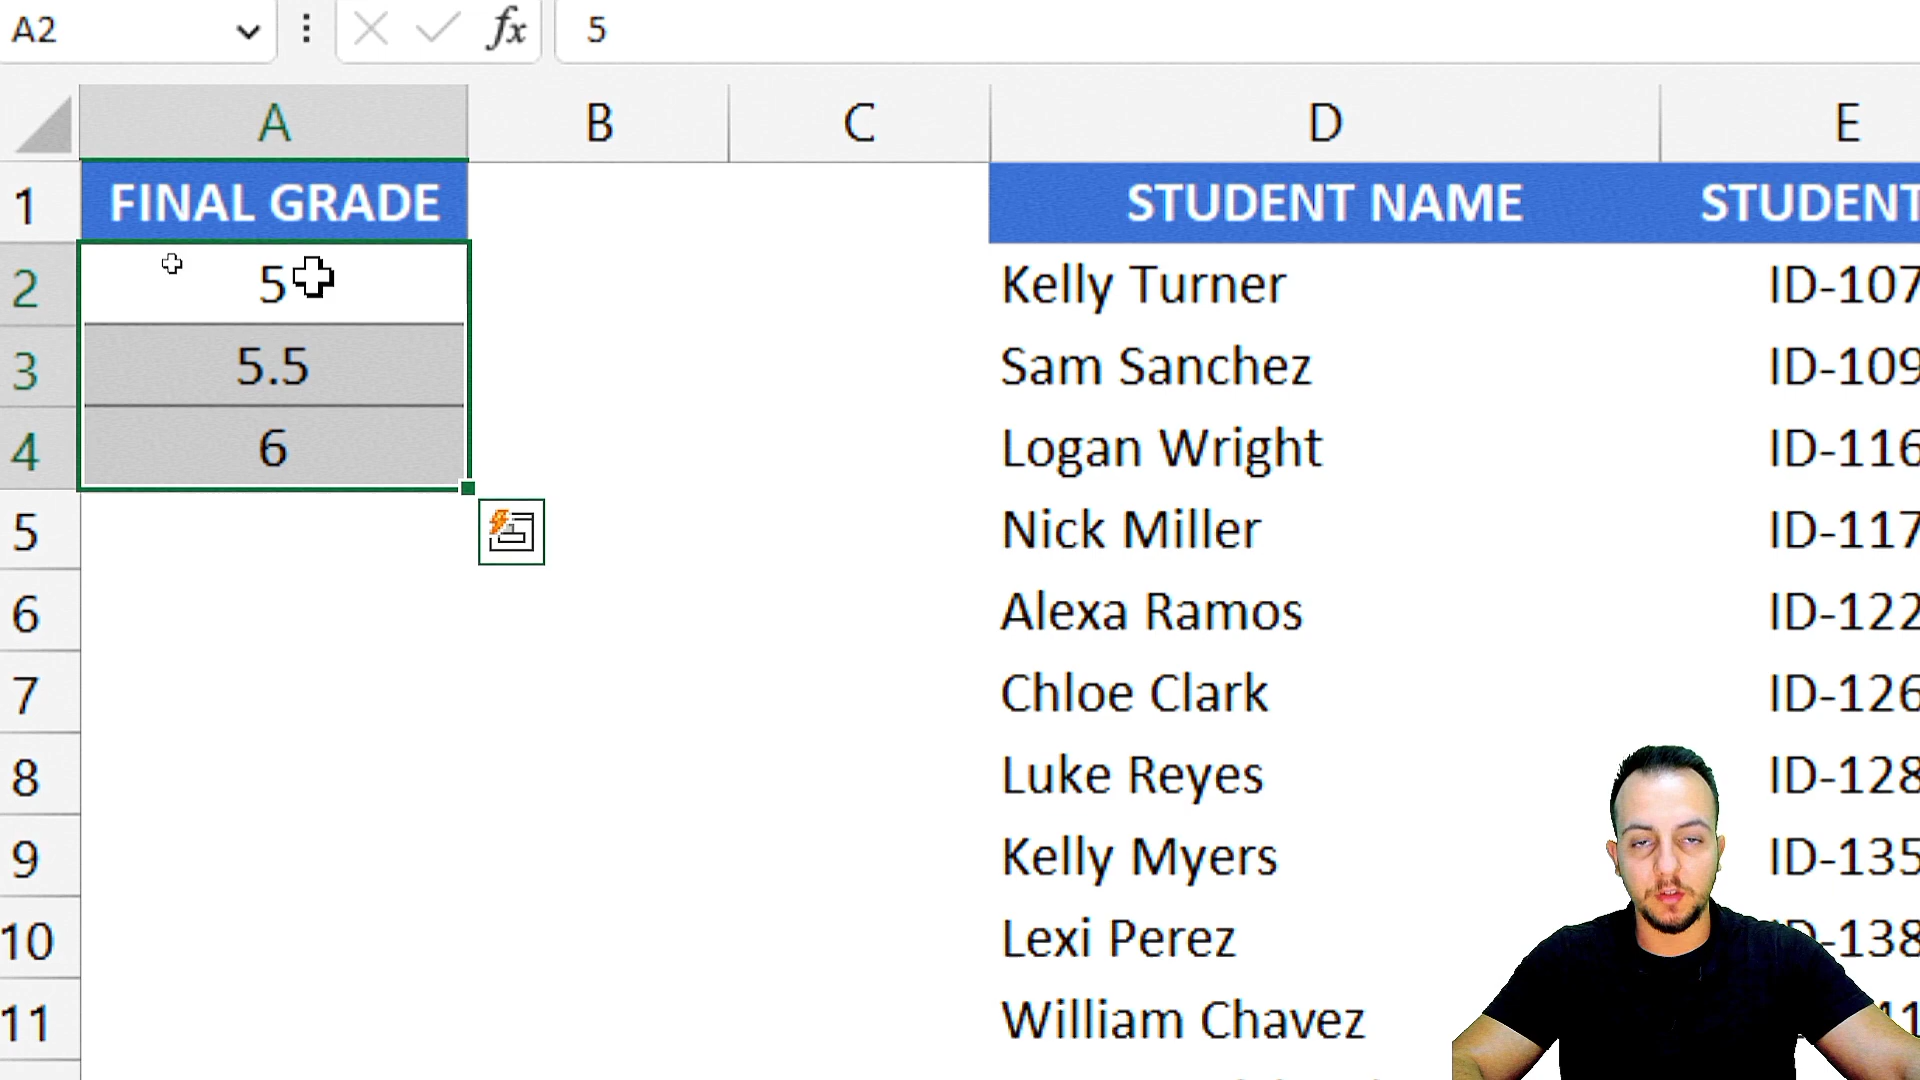 A2 fx 5
A B C D E
1 FINAL GRADE STUDENT NAME STUDENT
2 5 Kelly Turner ID-107
3 5.5 Sam Sanchez ID-109
4 6 Logan Wright ID-116
5 Nick Miller ID-117
6 Alexa Ramos ID-122
7 Chloe Clark ID-126
8 Luke Reyes ID-128
9 Kelly Myers ID-135
10 Lexi Perez D-138
11 William Chavez